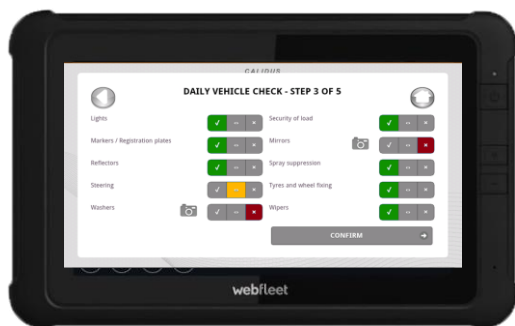 CALIDUS
DAILY VEHICLE CHECK - STEP 3 OF 5
Lights
Markers / Registration plates
Reflectors
Steering
Washers
Security of load
Mirrors
Spray suppression
Tyres and wheel fixing
Wipers
CONFIRM
webfleet